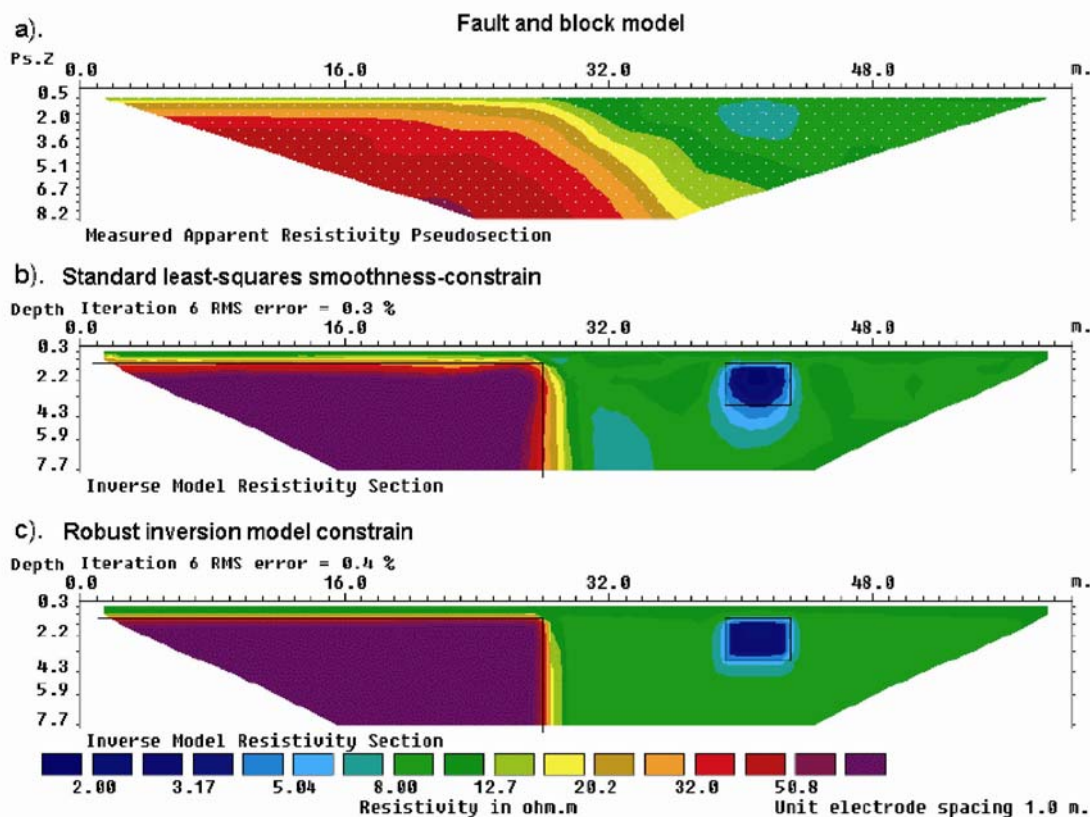 a). Fault and block model
Ps.Z 0.0 16.0 32.0 48.0 m.
0.5
2.0
3.6
5.1
6.7
8.2
Measured Apparent Resistivity Pseudosection
b). Standard least-squares smoothness-constrain
Depth Iteration 6 RMS error = 0.3 %
0.0 16.0 32.0 48.0 m.
0.3
2.2
4.3
5.9
7.7
Inverse Model Resistivity Section
c). Robust inversion model constrain
Depth Iteration 6 RMS error = 0.4 %
0.0 16.0 32.0 48.0 m.
0.3
2.2
4.3
5.9
7.7
Inverse Model Resistivity Section
2.00 3.17 5.04 8.00 12.7 20.2 32.0 50.8
Resistivity in ohm.m Unit electrode spacing 1.0 m.